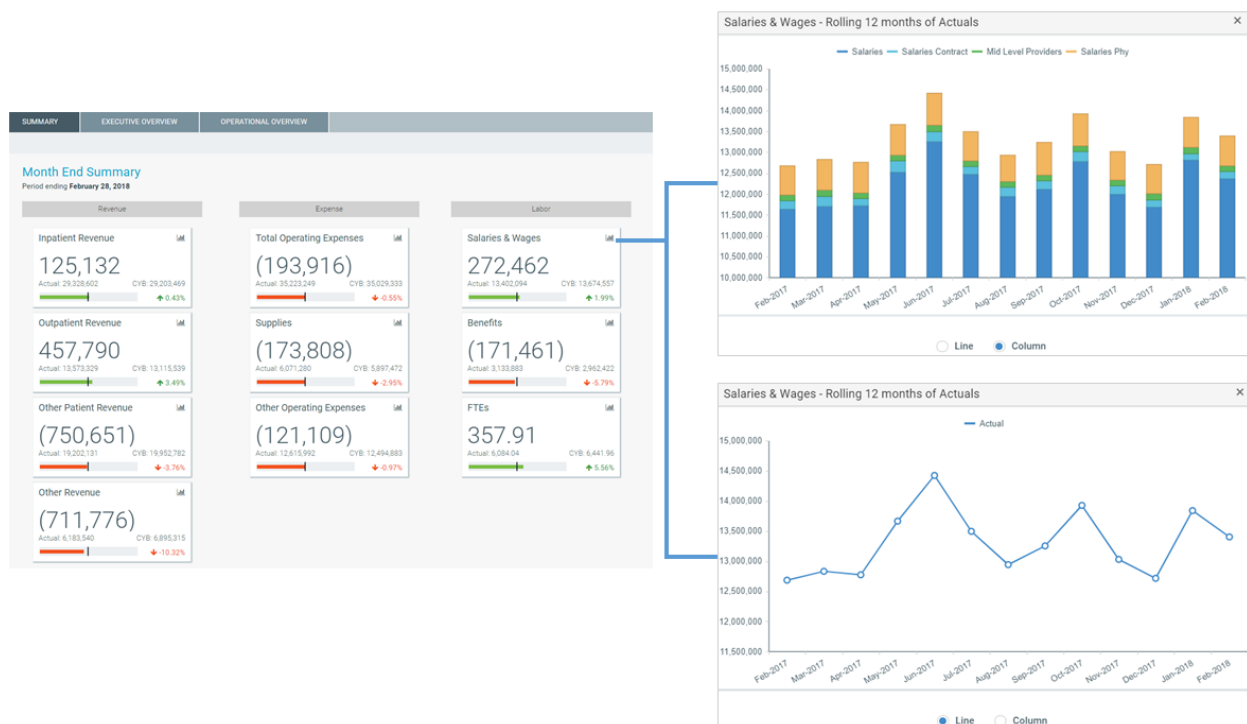 SUMMARY EXECUTIVE OVERVIEW OPERATIONAL OVERVIEW
Month End Summary
Period ending February 28, 2018
Revenue
Inpatient Revenue
125,132
Actual: 29,328,602 CYB: 29,203,469
0.43%
Outpatient Revenue
457,790
Actual: 13,573,329 CYB: 13,115,539
3.49%
Other Patient Revenue
(750,651)
Actual: 19,202,131 CYB: 19,952,782
-3.76%
Other Revenue
(711,776)
Actual: 6,183,540 CYB: 6,895,315
-10.32%
Expense
Total Operating Expenses
(193,916)
Actual: 35,223,249 CYB: 35,029,333
-0.55%
Supplies
(173,808)
Actual: 6,071,280 CYB: 5,897,472
-2.95%
Other Operating Expenses
(121,109)
Actual: 12,615,992 CYB: 12,494,883
-0.97%
Labor
Salaries & Wages
272,462
Actual: 13,402,094 CYB: 13,674,557
1.99%
Benefits
(171,461)
Actual: 3,133,883 CYB: 2,962,422
-5.79%
FTEs
357.91
Actual: 6,084.04 CYB: 6,441.96
5.56%
Salaries & Wages - Rolling 12 months of Actuals
Salaries Salaries Contract Mid Level Providers Salaries Phy
15,000,000
14,500,000
14,000,000
13,500,000
13,000,000
12,500,000
12,000,000
11,500,000
11,000,000
10,500,000
10,000,000
Feb-2017 Mar-2017 Apr-2017 May-2017 Jun-2017 Jul-2017 Aug-2017 Sep-2017 Oct-2017 Nov-2017 Dec-2017 Jan-2018 Feb-2018
Line Column
Salaries & Wages - Rolling 12 months of Actuals
Actual
15,000,000
14,500,000
14,000,000
13,500,000
13,000,000
12,500,000
12,000,000
11,500,000
Feb-2017 Mar-2017 Apr-2017 May-2017 Jun-2017 Jul-2017 Aug-2017 Sep-2017 Oct-2017 Nov-2017 Dec-2017 Jan-2018 Feb-2018
Line Column